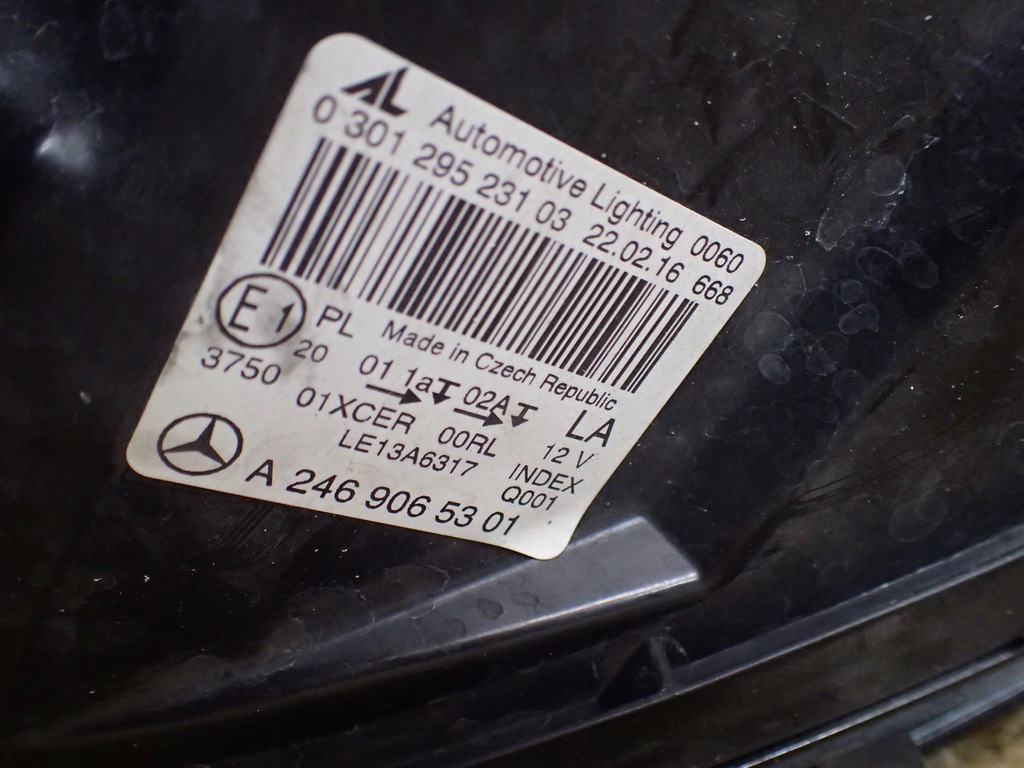 AL Automotive Lighting 0060
0 301 295 231 03 22.02.16 668
E1 PL Made in Czech Republic
20 01 1a 02A LA
3750 01XCER 00RL 12 V
LE13A6317 INDEX
Q001
A 246 906 53 01